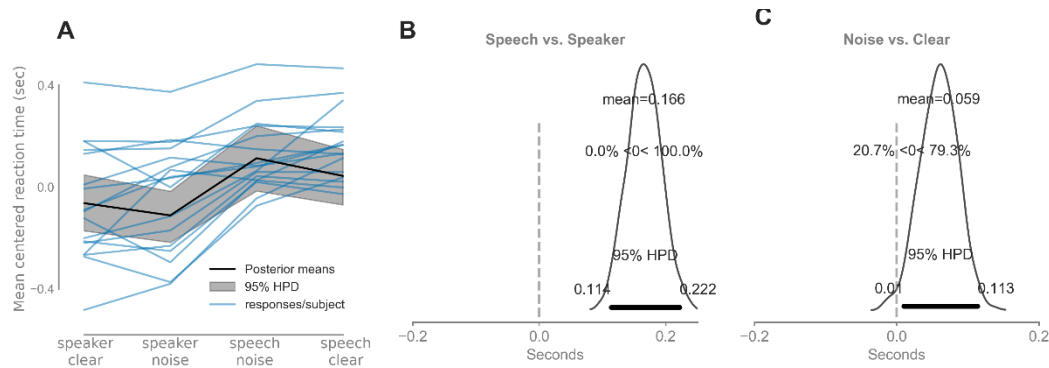 A
Mean centered reaction time (sec)
0.4
0.0
−0.4
Posterior means
95% HPD
responses/subject
speaker clear
speaker noise
speech noise
speech clear
B
Speech vs. Speaker
mean=0.166
0.0% <0< 100.0%
95% HPD
0.114
0.222
−0.2
0.0
0.2
Seconds
C
Noise vs. Clear
mean=0.059
20.7% <0< 79.3%
95% HPD
0.01
0.113
−0.2
0.0
0.2
Seconds